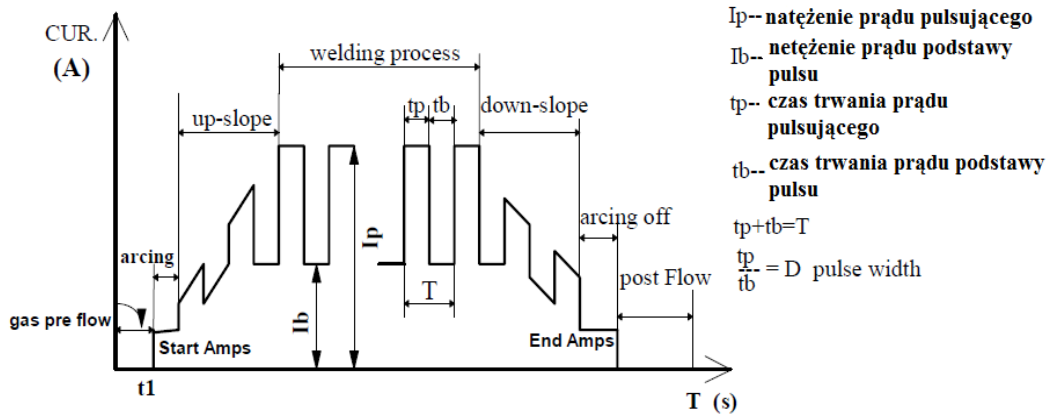 CUR.
(A)
welding process
tp tb
down-slope
up-slope
arcing off
arcing
Ip
post Flow
T
Ib
gas pre flow
Start Amps
End Amps
t1
T (s)
Ip-- natężenie prądu pulsującego
Ib-- netężenie prądu podstawy
pulsu
tp-- czas trwania prądu
pulsującego
tb-- czas trwania prądu podstawy
pulsu
tp+tb=T
tp
--- = D pulse width
tb